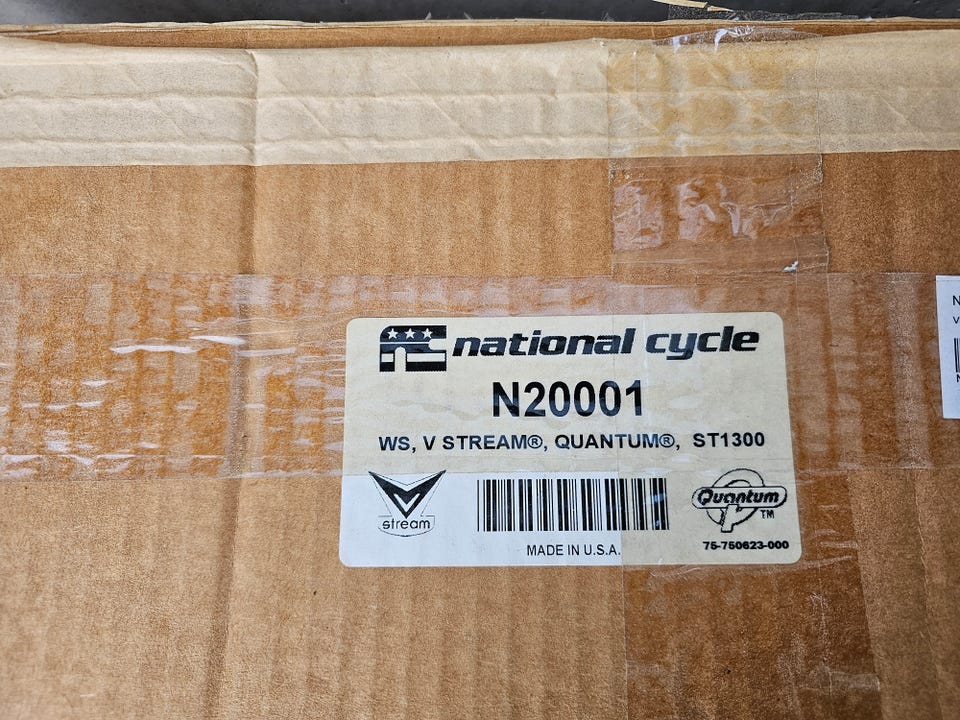 national cycle
N20001
WS, V STREAM®, QUANTUM®, ST1300
V
stream
Quantum
TM
75-750623-000
MADE IN U.S.A.
N
v
N